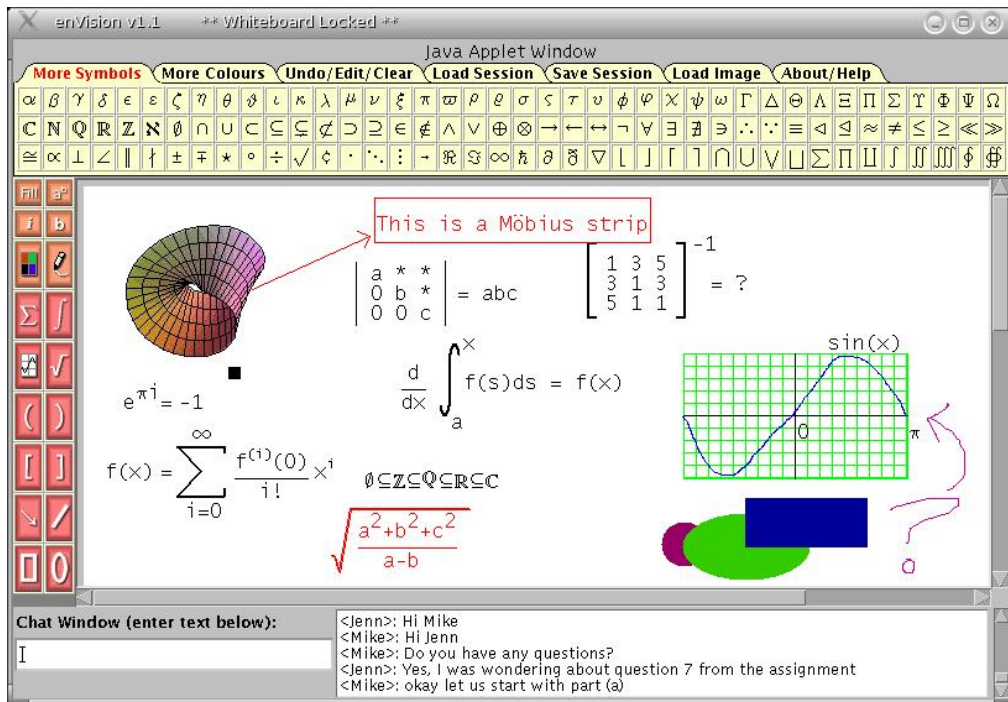 enVision v1.1 ** Whiteboard Locked **
Java Applet Window
More Symbols More Colours Undo/Edit/Clear Load Session Save Session Load Image About/Help
α β γ δ ϵ ε ζ η θ ϑ ι κ λ μ ν ξ π ϖ ρ ϱ σ ς τ υ ϕ φ χ ψ ω Γ Δ Θ Λ Ξ Π Σ Υ Φ Ψ Ω
ℂ ℕ ℚ ℝ ℤ ℵ ∅ ∩ ∪ ⊂ ⊆ ⊊ ⊄ ⊃ ⊇ ∈ ∉ ∧ ∨ ⊕ ⊗ → ← ↔ ¬ ∀ ∃ ∄ ∋ ∴ ∵ ≡ ⊲ ⊴ ≈ ≠ ≤ ≥ ≪ ≫
≅ ∝ ⊥ ∠ ∥ ∤ ± ∓ ⋆ ∘ ÷ √ ¢ · ⋱ ⋮ ℜ ℑ ∞ ℏ ∂ ð ▽ ⌊ ⌋ ⌈ ⌉ ⋂ ⋃ ⋁ ⨆ ∑ ∏ ∐ ∫ ∬ ∭ ∮
Fill aᵇ
i b
Σ ∫
√
( )
[ ]
This is a Möbius strip
a * *
0 b * = abc
0 0 c
1 3 5 -1
3 1 3 = ?
5 1 1
sin(x)
0 π
e^πi = -1
d/dx ∫_a^x f(s)ds = f(x)
f(x) = ∑_{i=0}^∞ f^(i)(0)/i! x^i
∅⊆ℤ⊆ℚ⊆ℝ⊆ℂ
√(a²+b²+c²/a-b)
?
Chat Window (enter text below):
<Jenn>: Hi Mike
<Mike>: Hi Jenn
<Mike>: Do you have any questions?
<Jenn>: Yes, I was wondering about question 7 from the assignment
<Mike>: okay let us start with part (a)